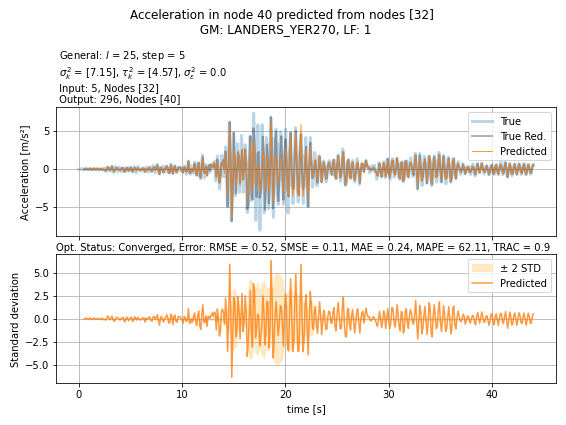 Acceleration in node 40 predicted from nodes [32]
GM: LANDERS_YER270, LF: 1
General: l = 25, step = 5
σ²ₖ = [7.15], τ²ₖ = [4.57], σ²ε = 0.0
Input: 5, Nodes [32]
Output: 296, Nodes [40]
Acceleration [m/s²]
5
0
−5
True
True Red.
Predicted
Opt. Status: Converged, Error: RMSE = 0.52, SMSE = 0.11, MAE = 0.24, MAPE = 62.11, TRAC = 0.9
Standard deviation
5.0
2.5
0.0
−2.5
−5.0
± 2 STD
Predicted
0 10 20 30 40
time [s]